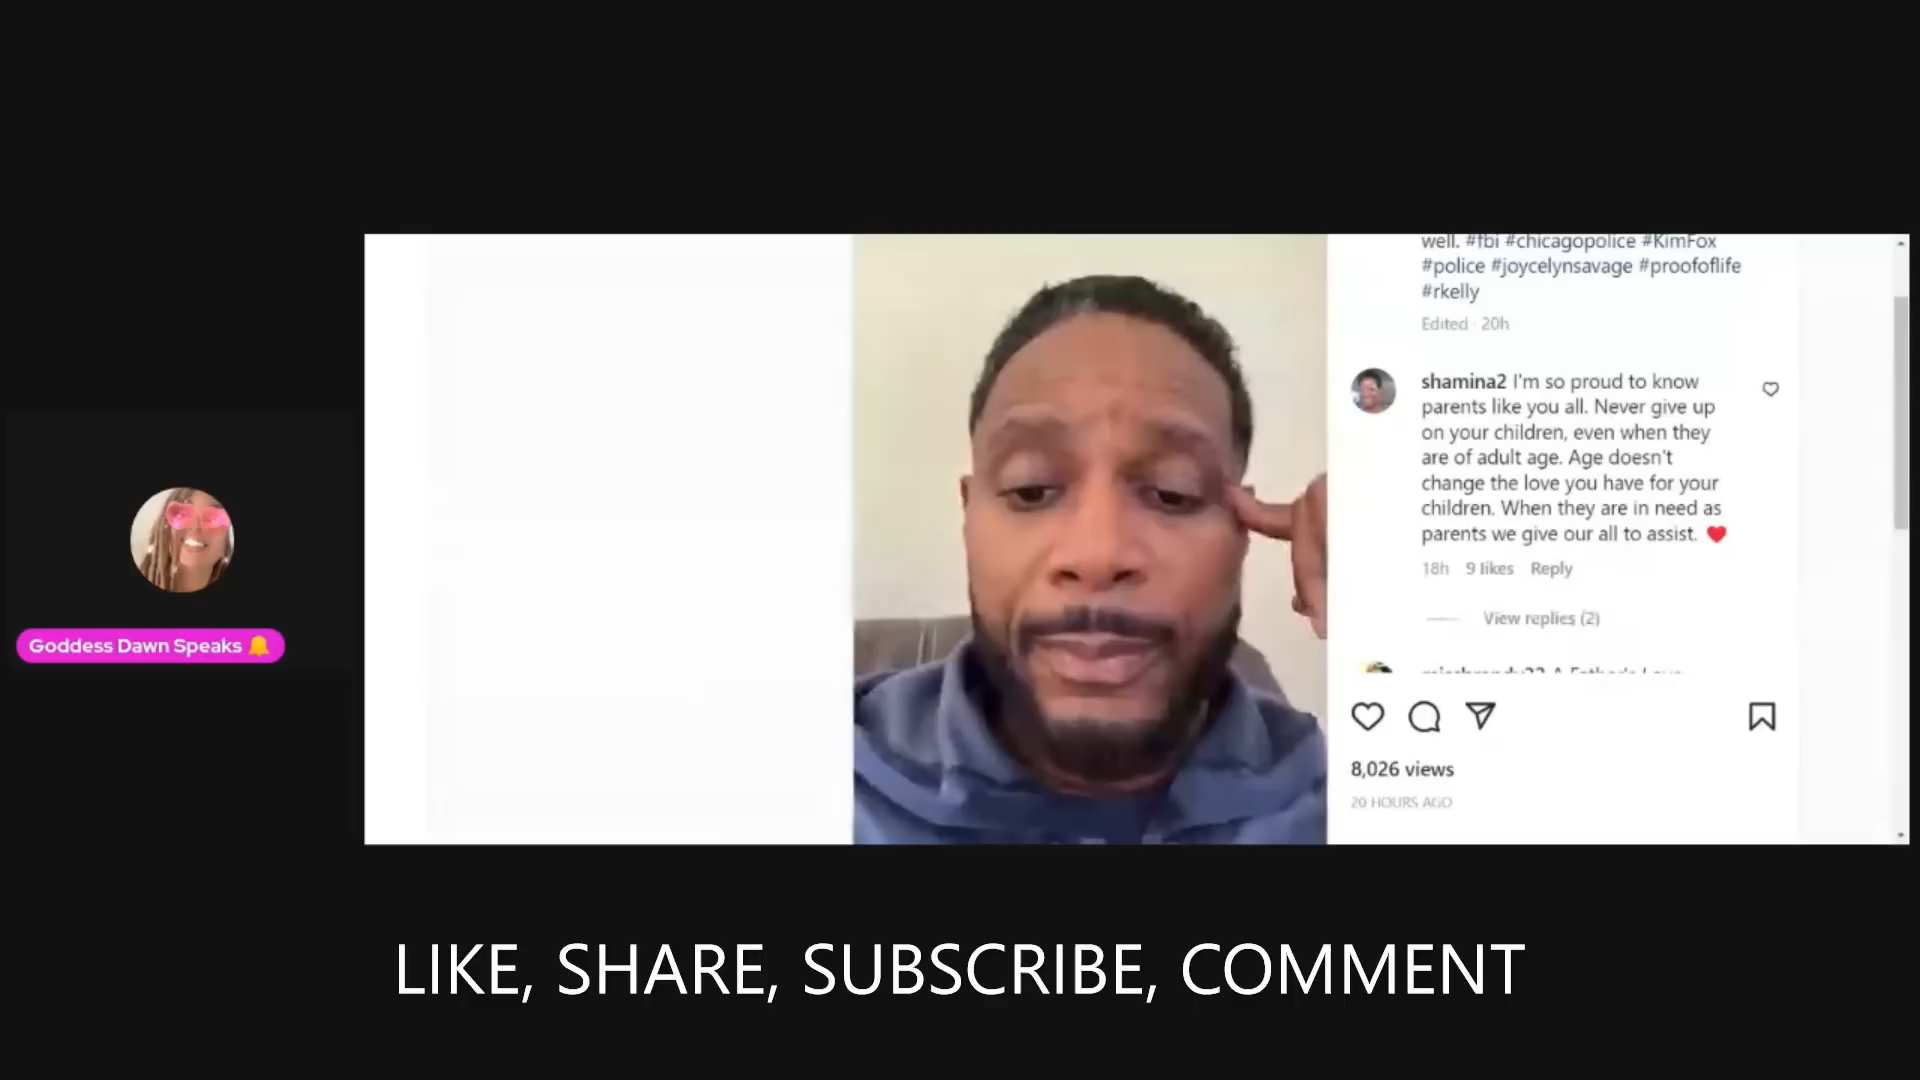 well. #fbi #chicagopolice #KimFox
#police #joycelynsavage #proofoflife
#rkelly
Edited · 20h
shamina2 I'm so proud to know
parents like you all. Never give up
on your children, even when they
are of adult age. Age doesn't
change the love you have for your
children. When they are in need as
parents we give our all to assist. ❤️
18h 9 likes Reply
View replies (2)
A Father's Love
8,026 views
20 HOURS AGO
Goddess Dawn Speaks 🔔
LIKE, SHARE, SUBSCRIBE, COMMENT